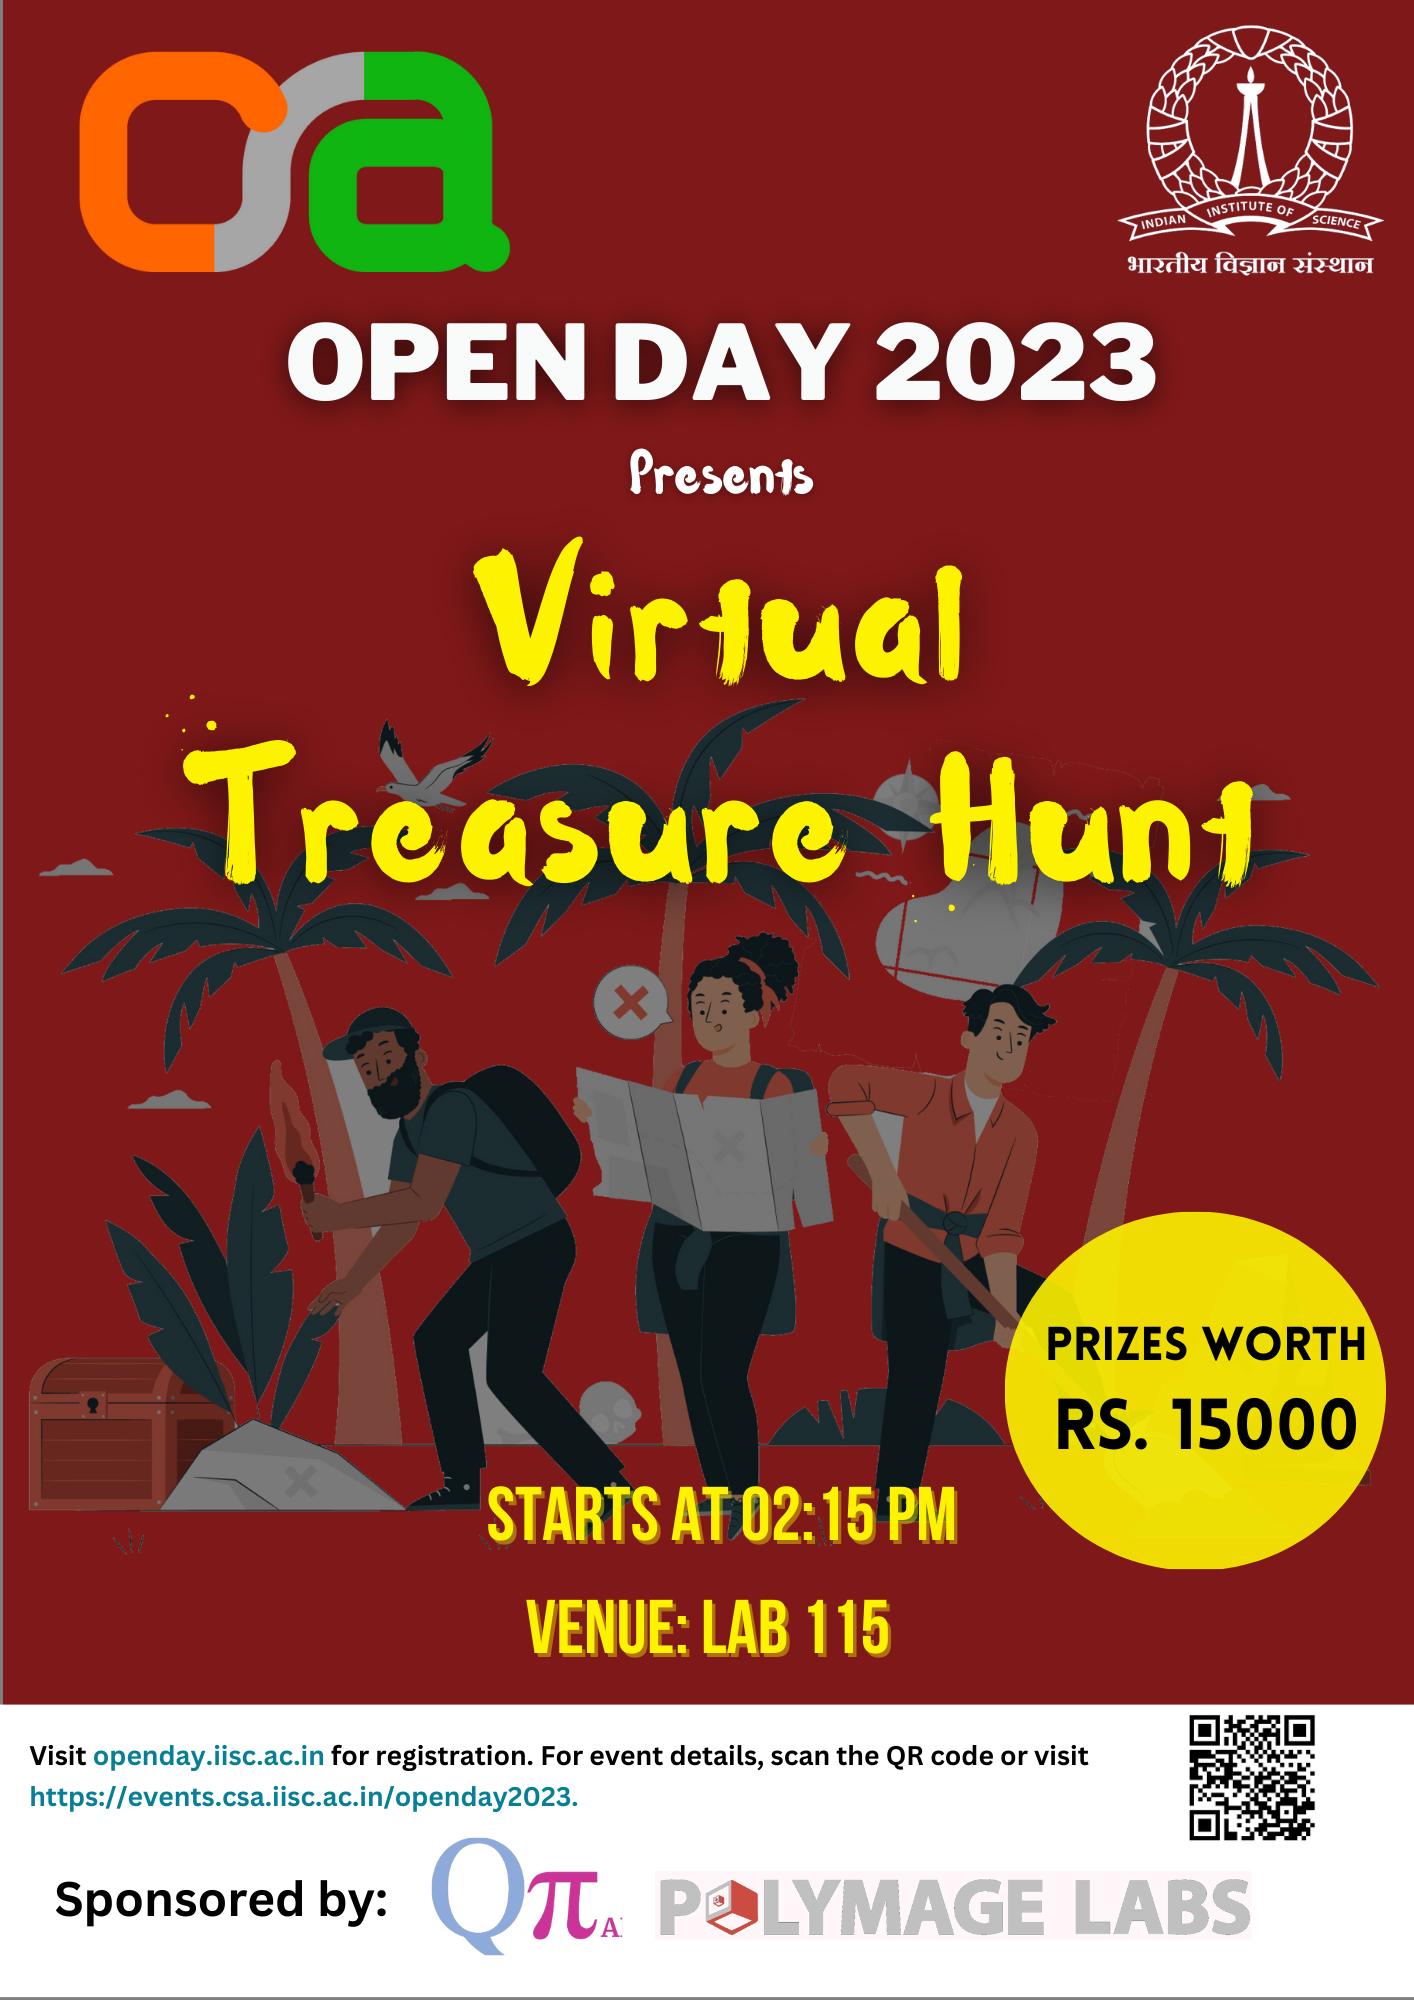 csa
INDIAN INSTITUTE OF SCIENCE
भारतीय विज्ञान संस्थान
OPEN DAY 2023
Presents
Virtual
Treasure Hunt
PRIZES WORTH
RS. 15000
STARTS AT 02:15 PM
VENUE: LAB 115
Visit openday.iisc.ac.in for registration. For event details, scan the QR code or visit
https://events.csa.iisc.ac.in/openday2023.
Sponsored by: Qπ A POLYMAGE LABS